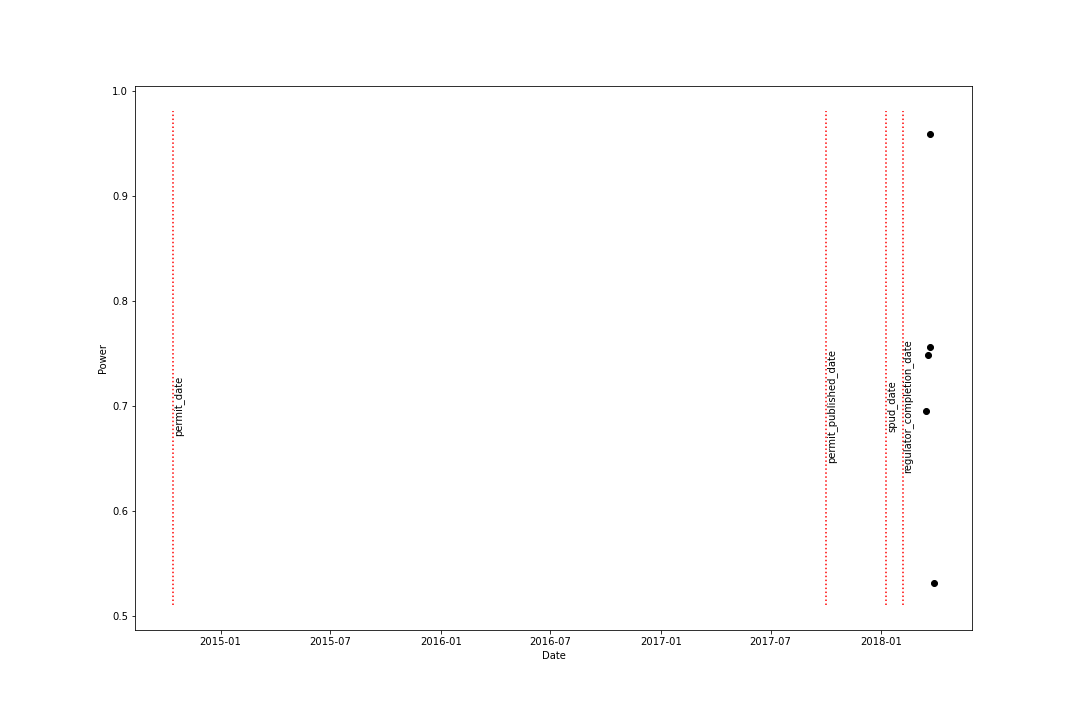 1.0
0.9
0.8
0.7
0.6
0.5
Power
permit_date
permit_published_date
spud_date
regulator_completion_date
2015-01
2015-07
2016-01
2016-07
2017-01
2017-07
2018-01
Date